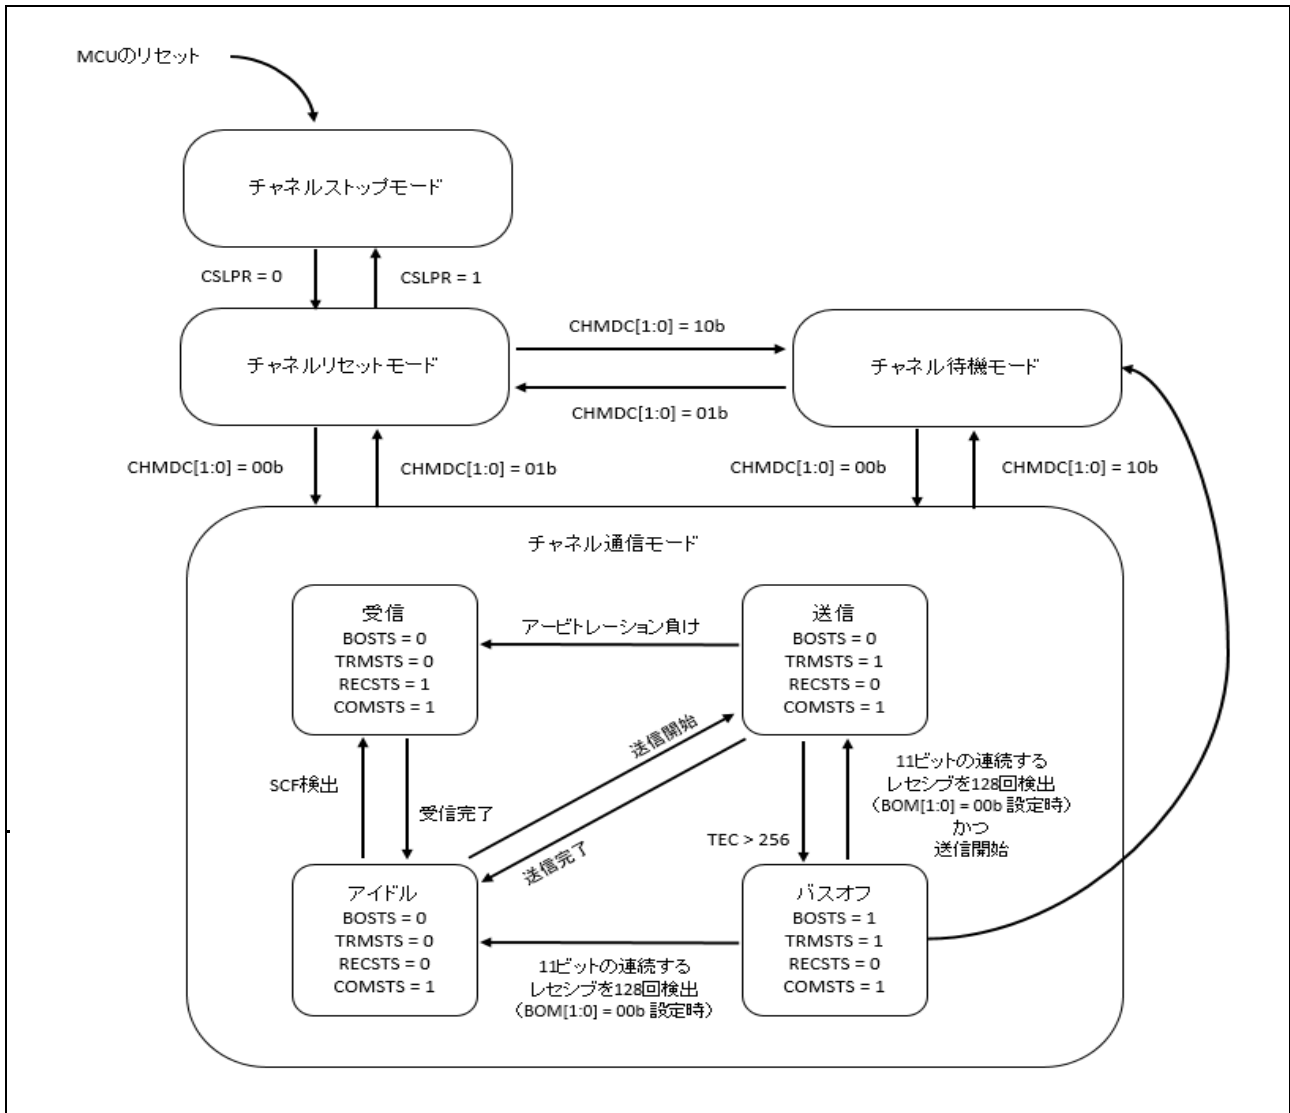 MCUのリセット
チャネルストップモード
CSLPR = 0
CSLPR = 1
チャネルリセットモード
CHMDC[1:0] = 10b
CHMDC[1:0] = 01b
チャネル待機モード
CHMDC[1:0] = 00b
CHMDC[1:0] = 01b
CHMDC[1:0] = 00b
CHMDC[1:0] = 10b
チャネル通信モード
受信
BOSTS = 0
TRMSTS = 0
RECSTS = 1
COMSTS = 1
アービトレーション負け
送信
BOSTS = 0
TRMSTS = 1
RECSTS = 0
COMSTS = 1
SCF検出
受信完了
送信開始
送信完了
TEC > 256
11ビットの連続する
レセシブを128回検出
（BOM[1:0] = 00b 設定時）
かつ
送信開始
アイドル
BOSTS = 0
TRMSTS = 0
RECSTS = 0
COMSTS = 1
11ビットの連続する
レセシブを128回検出
（BOM[1:0] = 00b 設定時）
バスオフ
BOSTS = 1
TRMSTS = 1
RECSTS = 0
COMSTS = 1